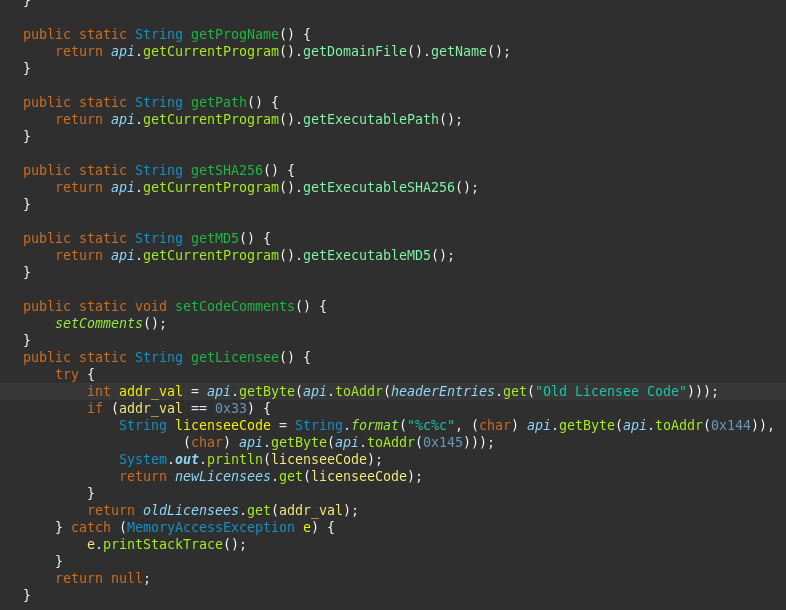 }
public static String getProgName() {
    return api.getCurrentProgram().getDomainFile().getName();
}
public static String getPath() {
    return api.getCurrentProgram().getExecutablePath();
}
public static String getSHA256() {
    return api.getCurrentProgram().getExecutableSHA256();
}
public static String getMD5() {
    return api.getCurrentProgram().getExecutableMD5();
}
public static void setCodeComments() {
    setComments();
}
public static String getLicensee() {
    try {
        int addr_val = api.getByte(api.toAddr(headerEntries.get("Old Licensee Code")));
        if (addr_val == 0x33) {
            String licenseeCode = String.format("%c%c", (char) api.getByte(api.toAddr(0x144)),
                    (char) api.getByte(api.toAddr(0x145)));
            System.out.println(licenseeCode);
            return newLicensees.get(licenseeCode);
        }
        return oldLicensees.get(addr_val);
    } catch (MemoryAccessException e) {
        e.printStackTrace();
    }
    return null;
}